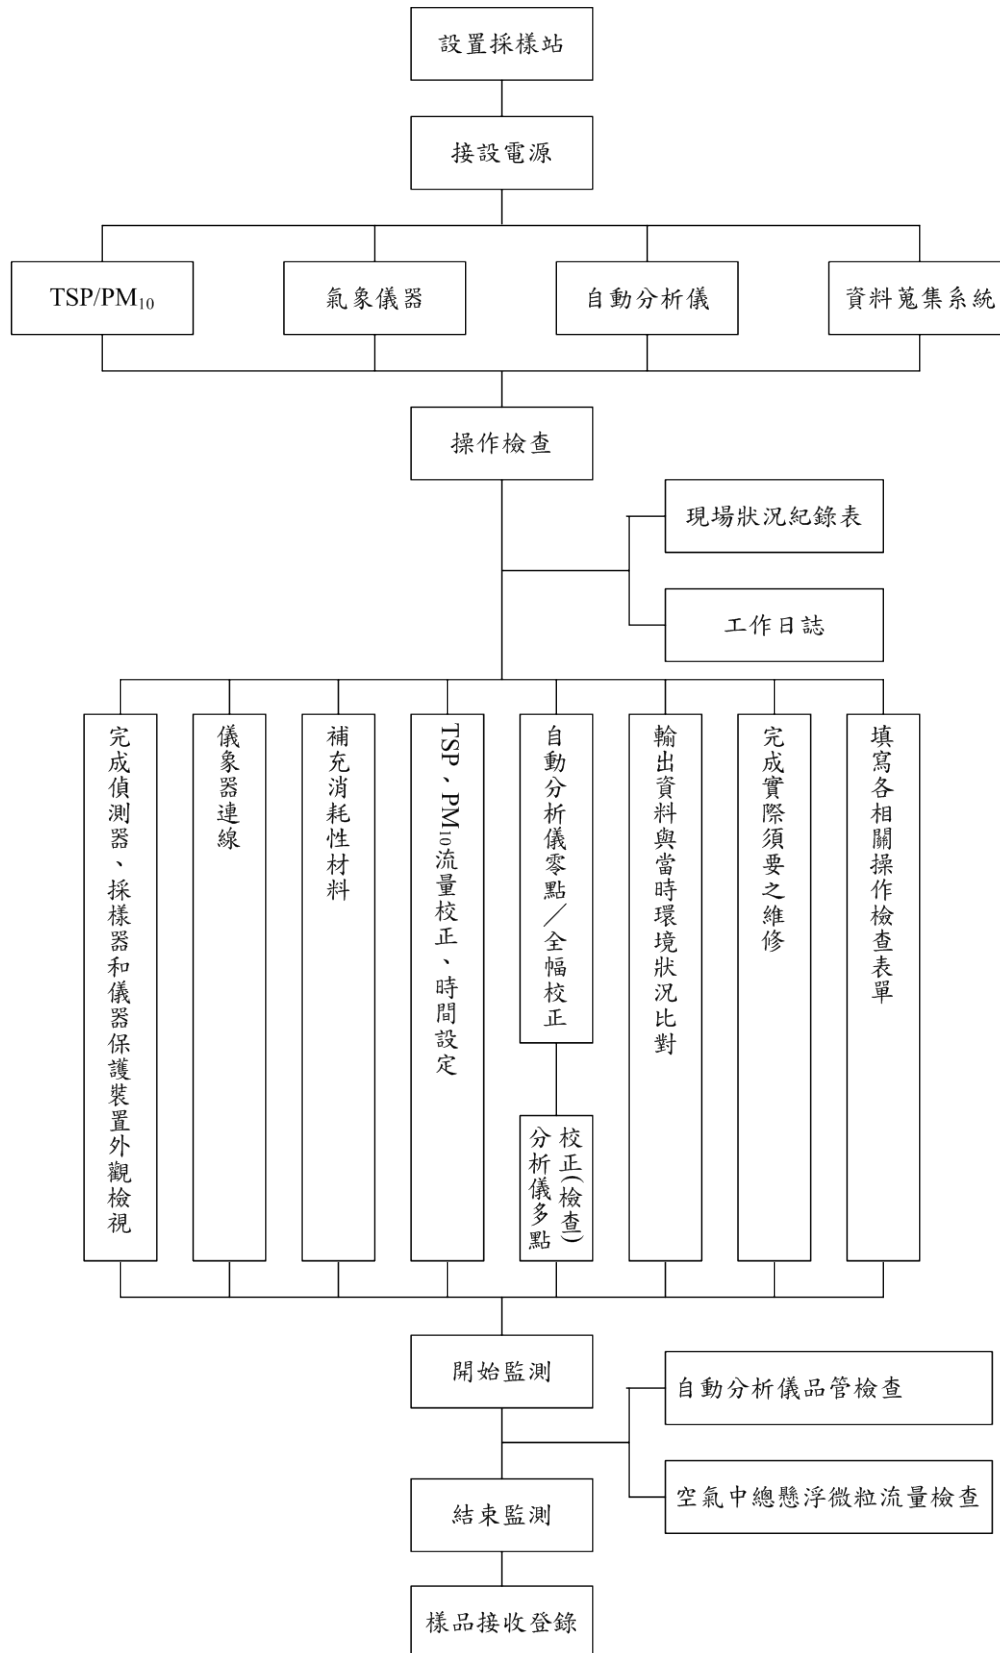 設置採樣站
接設電源
TSP/PM₁₀
氣象儀器
自動分析儀
資料蒐集系統
操作檢查
現場狀況紀錄表
工作日誌
完成偵測器、採樣器和儀器保護裝置外觀檢視
儀象器連線
補充消耗性材料
TSP、PM₁₀流量校正、時間設定
自動分析儀零點／全幅校正
輸出資料與當時環境狀況比對
完成實際須要之維修
填寫各相關操作檢查表單
校正(檢查)
分析儀多點
開始監測
自動分析儀品管檢查
空氣中總懸浮微粒流量檢查
結束監測
樣品接收登錄